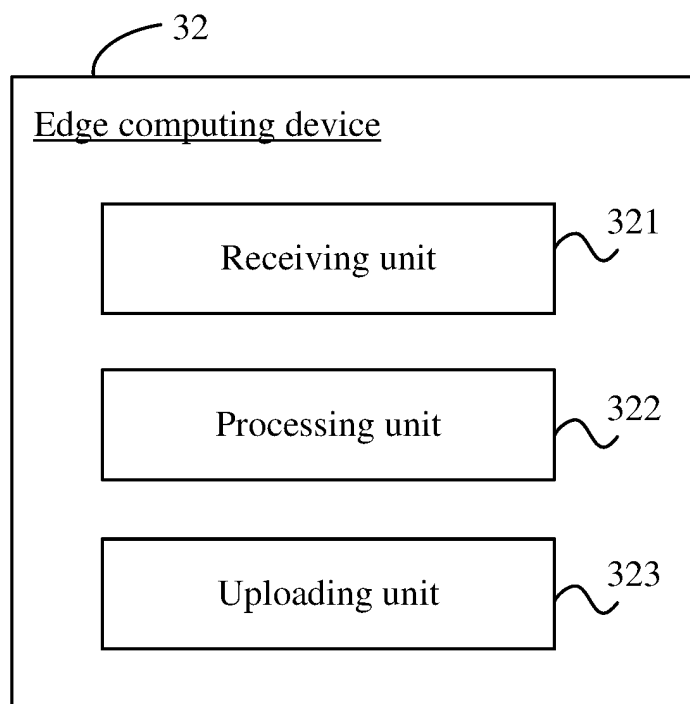 32
Edge computing device
Receiving unit
321
Processing unit
322
Uploading unit
323